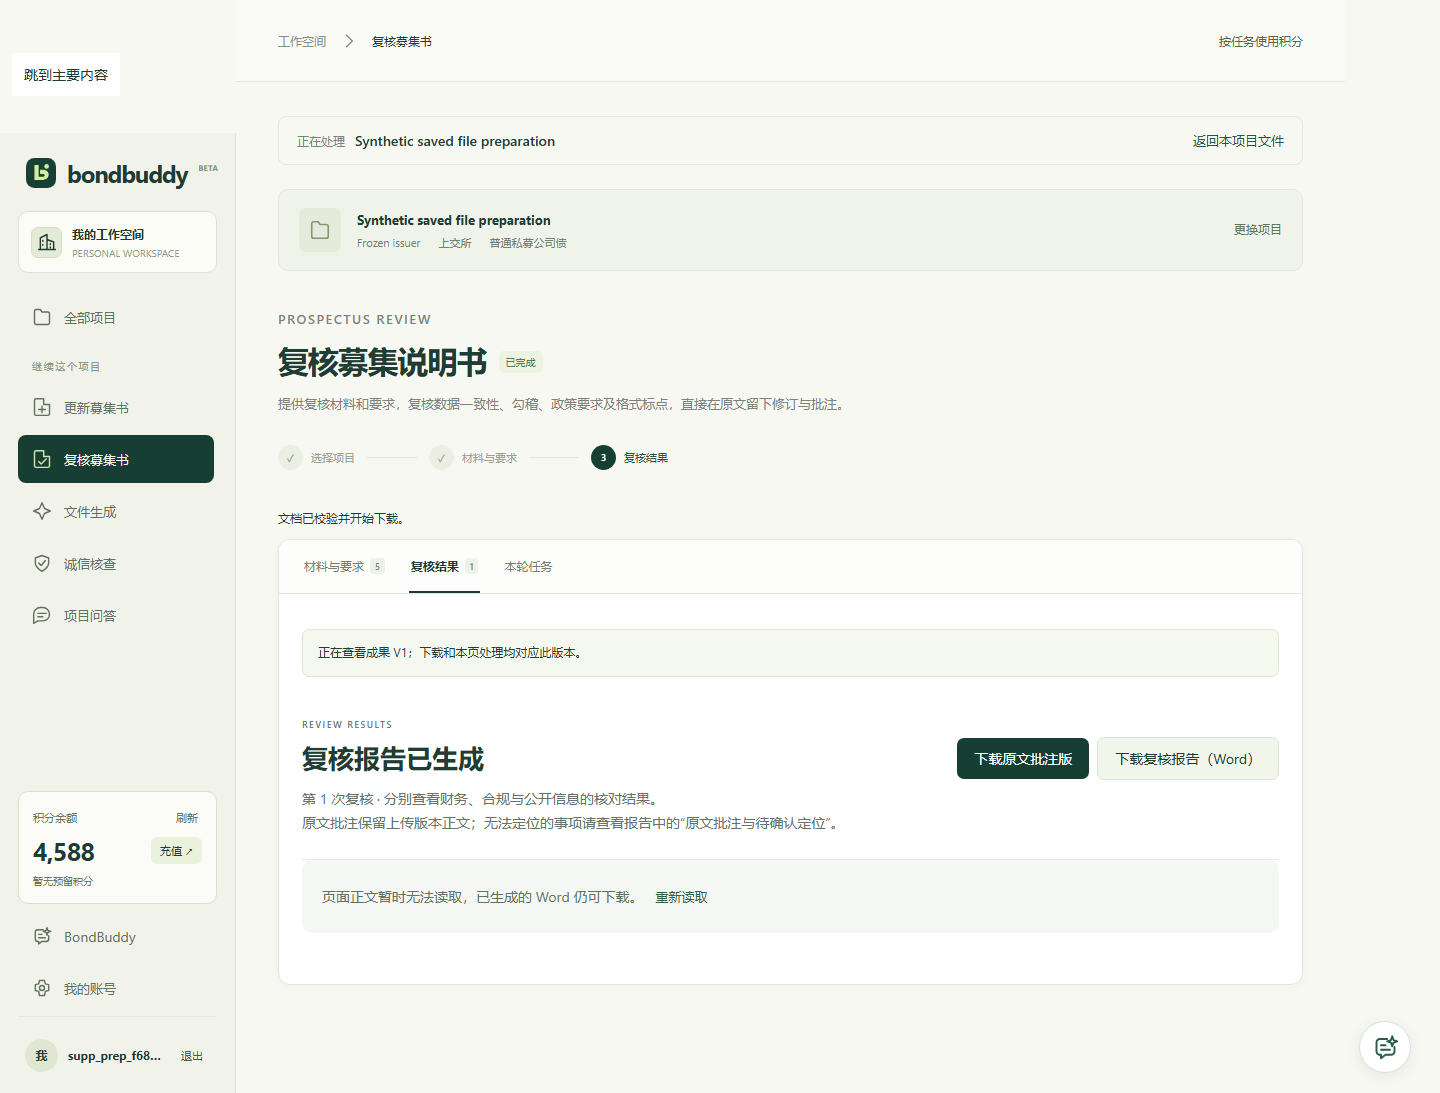 跳到主要内容
bondbuddy BETA
我的工作空间
PERSONAL WORKSPACE
全部项目
继续这个项目
更新募集书
复核募集书
文件生成
诚信核查
项目问答
积分余额 刷新
4,588 充值 ↗
暂无预留积分
BondBuddy
我的账号
我 supp_prep_f68... 退出
工作空间 复核募集书 按任务使用积分
正在处理 Synthetic saved file preparation 返回本项目文件
Synthetic saved file preparation
Frozen issuer 上交所 普通私募公司债 更换项目
PROSPECTUS REVIEW
复核募集说明书 已完成
提供复核材料和要求，复核数据一致性、勾稽、政策要求及格式标点，直接在原文留下修订与批注。
✓ 选择项目 ✓ 材料与要求 3 复核结果
文档已校验并开始下载。
材料与要求 5 复核结果 1 本轮任务
正在查看成果 V1；下载和本页处理均对应此版本。
REVIEW RESULTS
复核报告已生成 下载原文批注版 下载复核报告（Word）
第 1 次复核 · 分别查看财务、合规与公开信息的核对结果。
原文批注保留上传版本正文；无法定位的事项请查看报告中的“原文批注与待确认定位”。
页面正文暂时无法读取，已生成的 Word 仍可下载。 重新读取